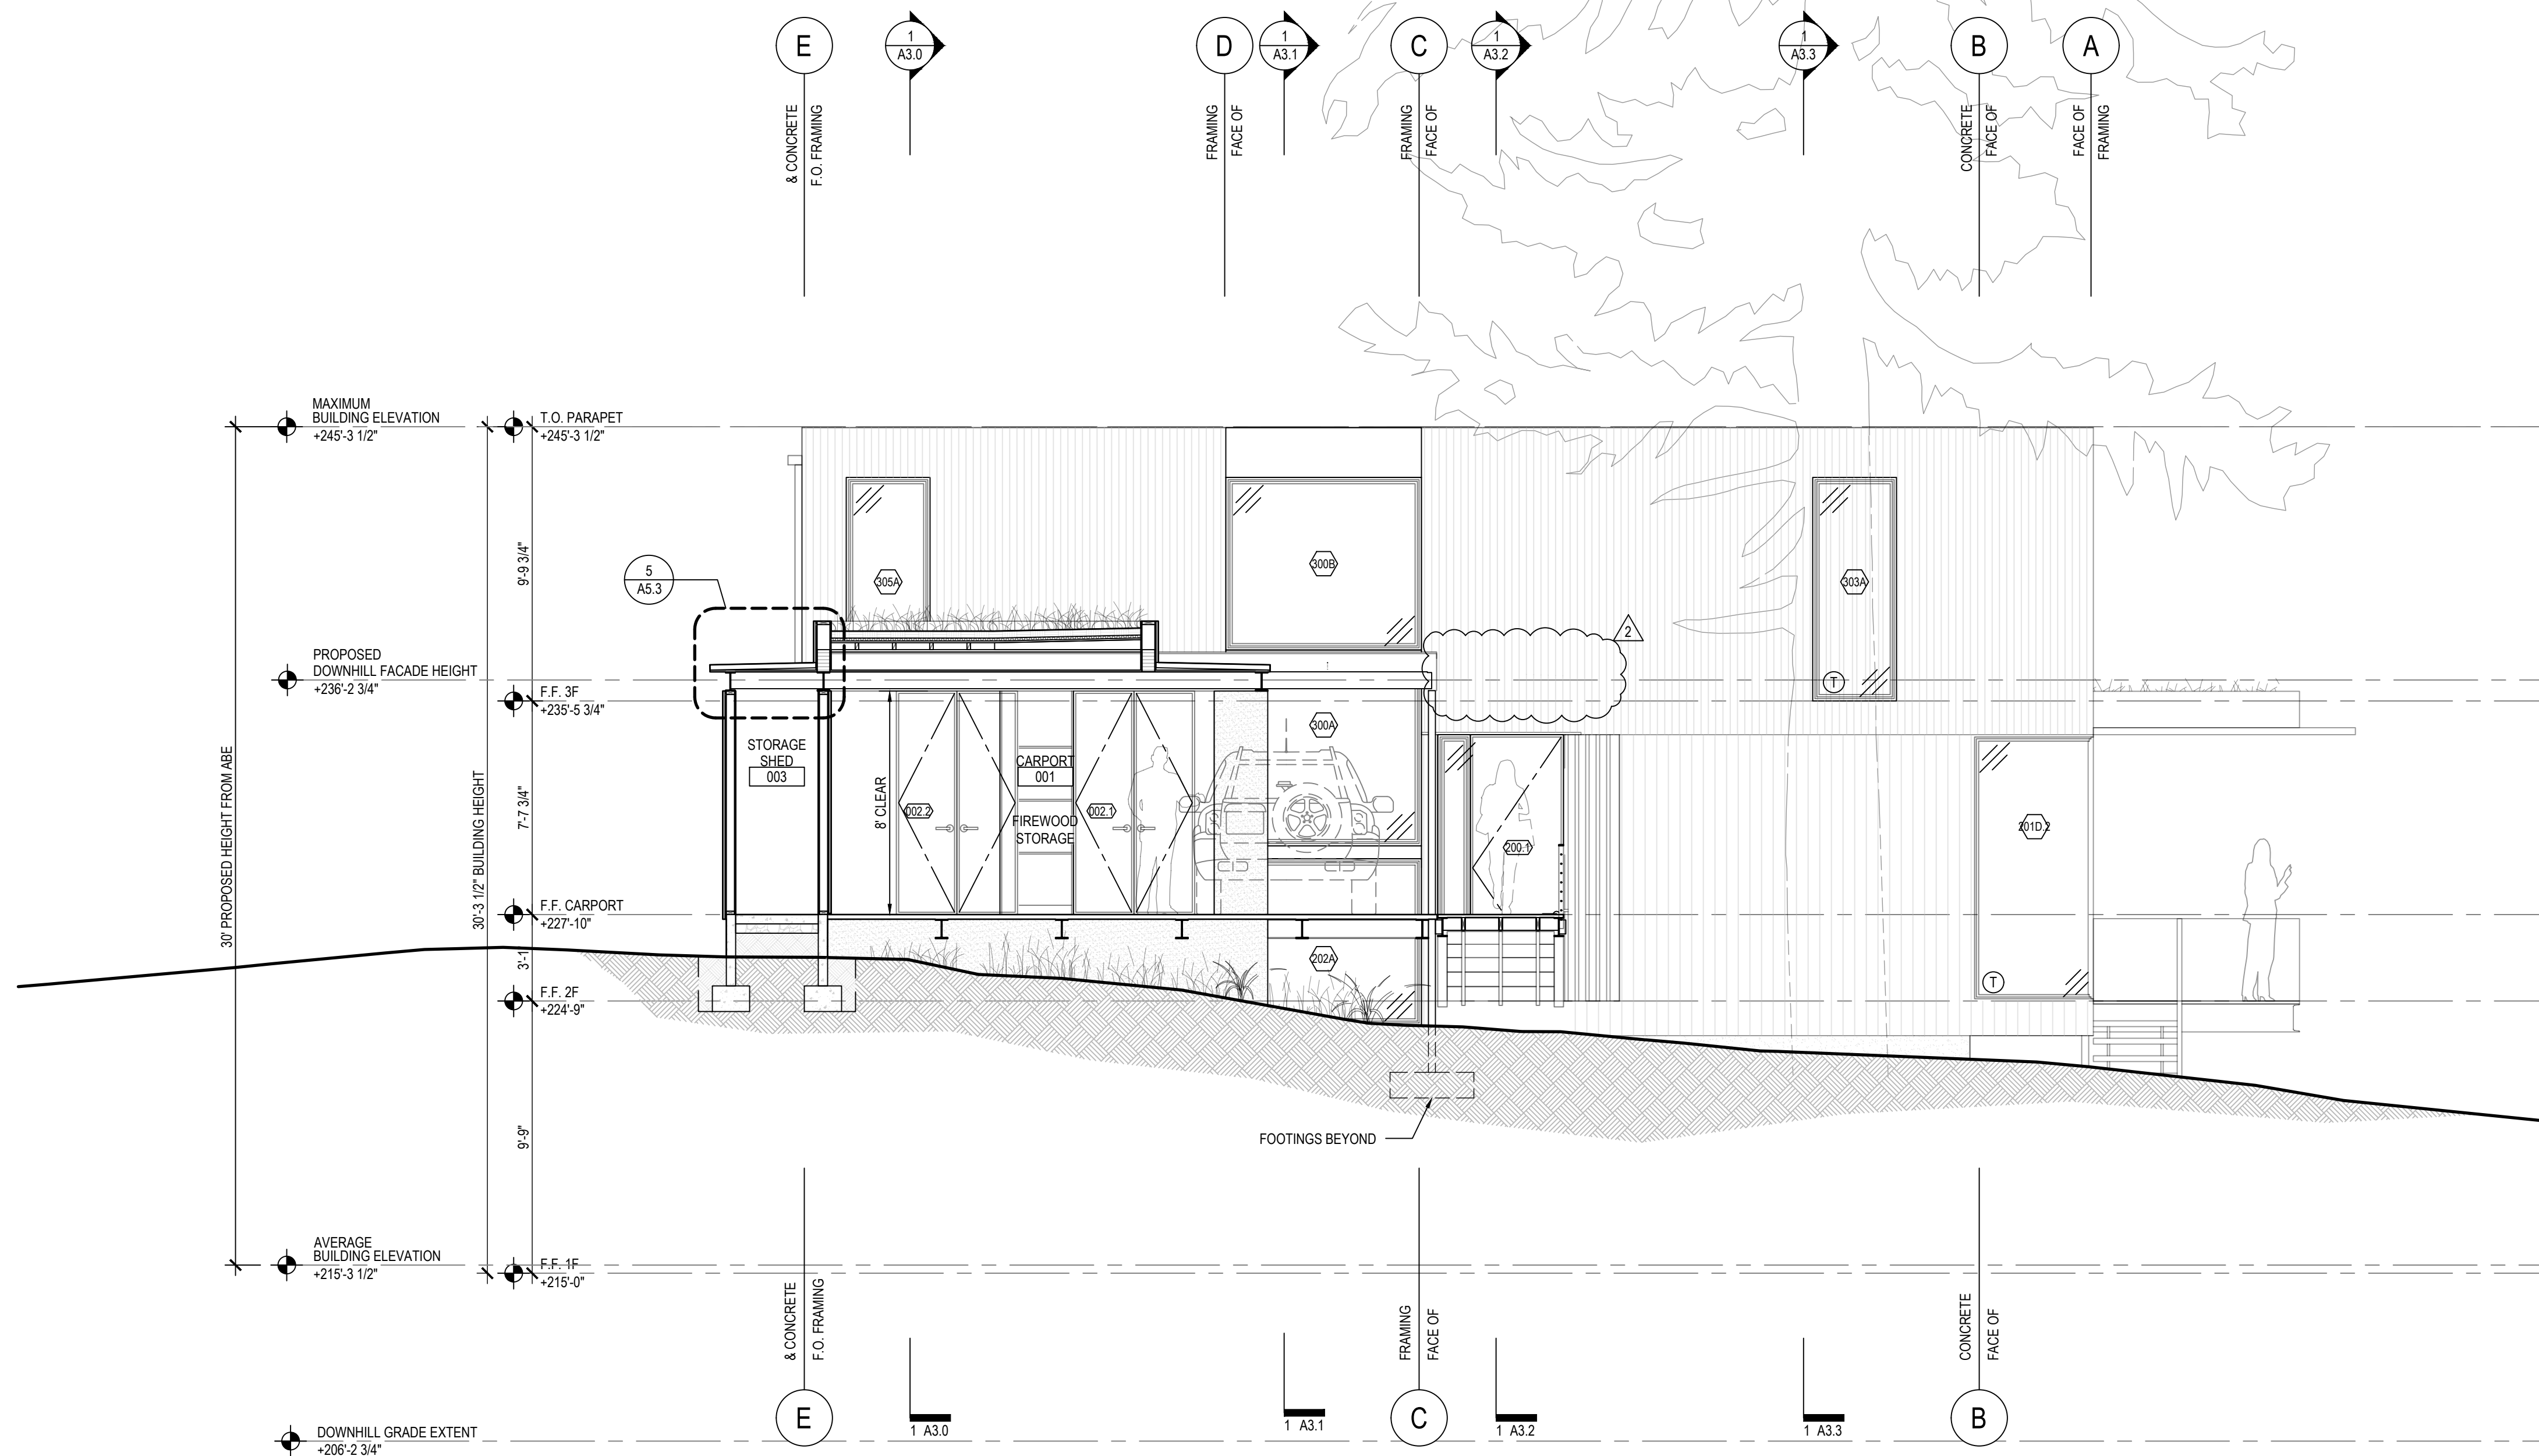 E
1
A3.0
D
1
A3.1
C
1
A3.2
1
A3.3
B
A
& CONCRETE
F.O. FRAMING
FRAMING
FACE OF
FRAMING
FACE OF
CONCRETE
FACE OF
FACE OF
FRAMING
MAXIMUM
BUILDING ELEVATION
+245'-3 1/2"
T.O. PARAPET
+245'-3 1/2"
9'-9 3/4"
5
A5.3
305A
300B
303A
2
T
PROPOSED
DOWNHILL FACADE HEIGHT
+236'-2 3/4"
F.F. 3F
+235'-5 3/4"
30' PROPOSED HEIGHT FROM ABE
30'-3 1/2" BUILDING HEIGHT
7'-7 3/4"
STORAGE
SHED
003
8' CLEAR
002.2
CARPORT
001
FIREWOOD
STORAGE
002.1
300A
200.1
201D.2
F.F. CARPORT
+227'-10"
3'-1
202A
T
F.F. 2F
+224'-9"
9'-9"
FOOTINGS BEYOND
AVERAGE
BUILDING ELEVATION
+215'-3 1/2"
F.F. 1F
+215'-0"
& CONCRETE
F.O. FRAMING
FRAMING
FACE OF
CONCRETE
FACE OF
E
1 A3.0
1 A3.1
C
1 A3.2
1 A3.3
B
DOWNHILL GRADE EXTENT
+206'-2 3/4"